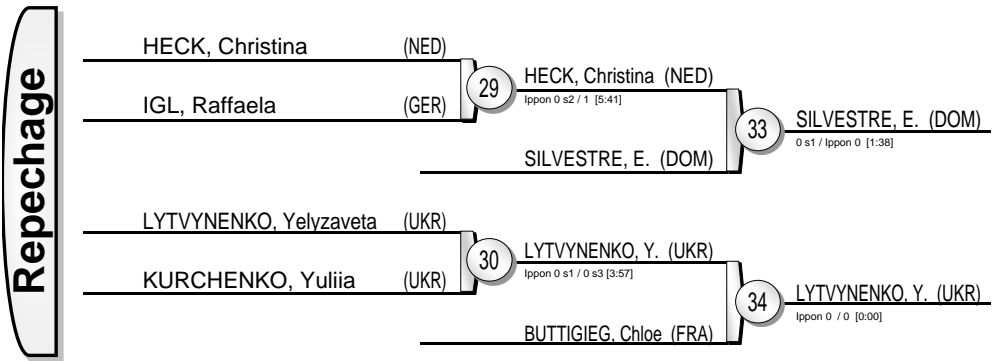 Repechage
HECK, Christina (NED)
IGL, Raffaela (GER)
29
HECK, Christina (NED)
Ippon 0 s2 / 1 [5:41]
SILVESTRE, E. (DOM)
33
SILVESTRE, E. (DOM)
0 s1 / Ippon 0 [1:38]
LYTVYNENKO, Yelyzaveta (UKR)
KURCHENKO, Yuliia (UKR)
30
LYTVYNENKO, Y. (UKR)
Ippon 0 s1 / 0 s3 [3:57]
BUTTIGIEG, Chloe (FRA)
34
LYTVYNENKO, Y. (UKR)
Ippon 0 / 0 [0:00]